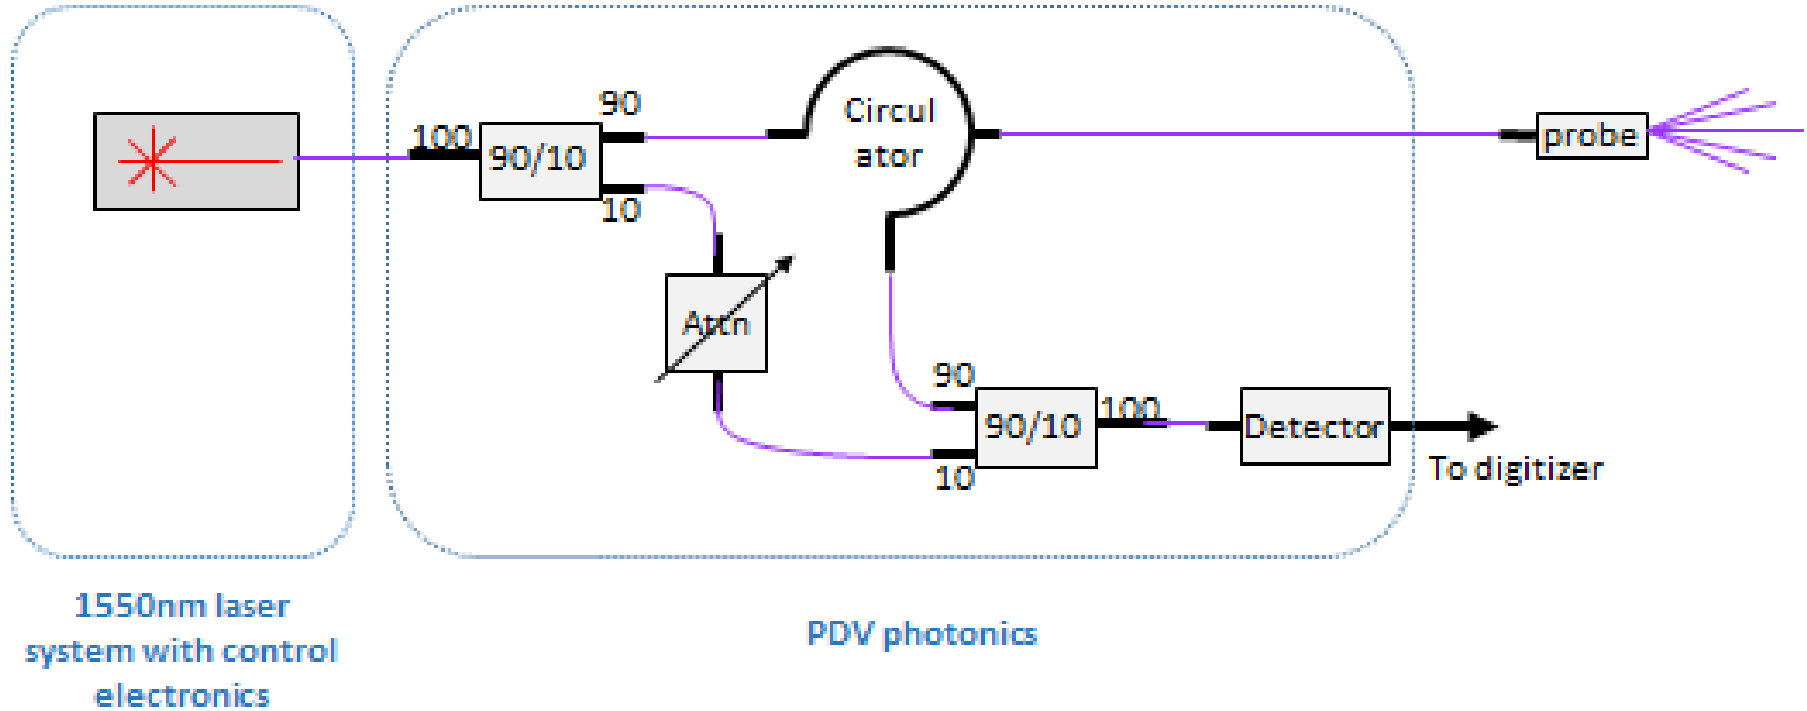 90
100
90/10
10
Circul
ator
probe
Attn
90
90/10
10
100
Detector
To digitizer
1550nm laser
system with control
electronics
PDV photonics